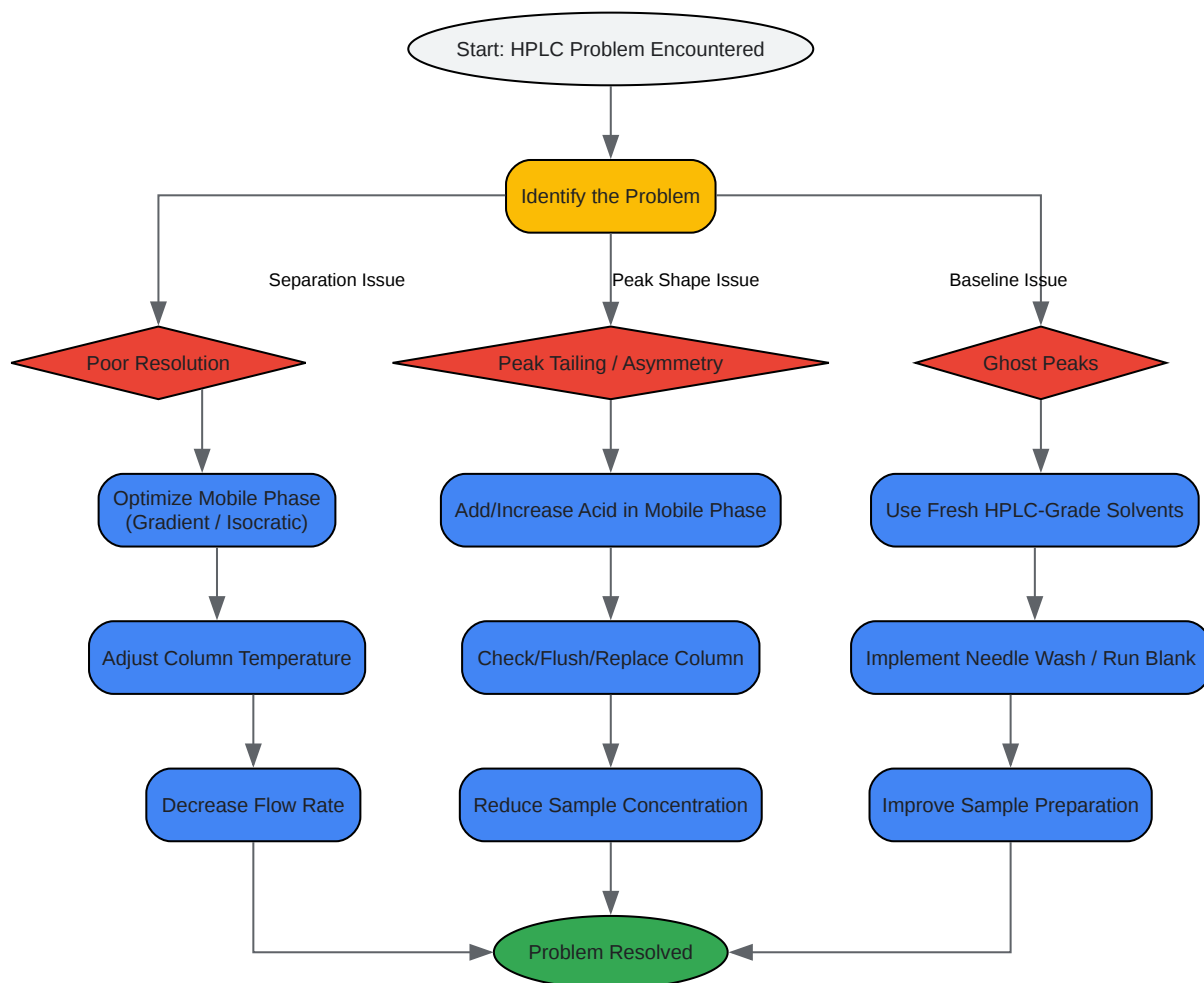 Start: HPLC Problem Encountered
Identify the Problem
Separation Issue
Peak Shape Issue
Baseline Issue
Poor Resolution
Peak Tailing / Asymmetry
Ghost Peaks
Optimize Mobile Phase
(Gradient / Isocratic)
Add/Increase Acid in Mobile Phase
Use Fresh HPLC-Grade Solvents
Adjust Column Temperature
Check/Flush/Replace Column
Implement Needle Wash / Run Blank
Decrease Flow Rate
Reduce Sample Concentration
Improve Sample Preparation
Problem Resolved